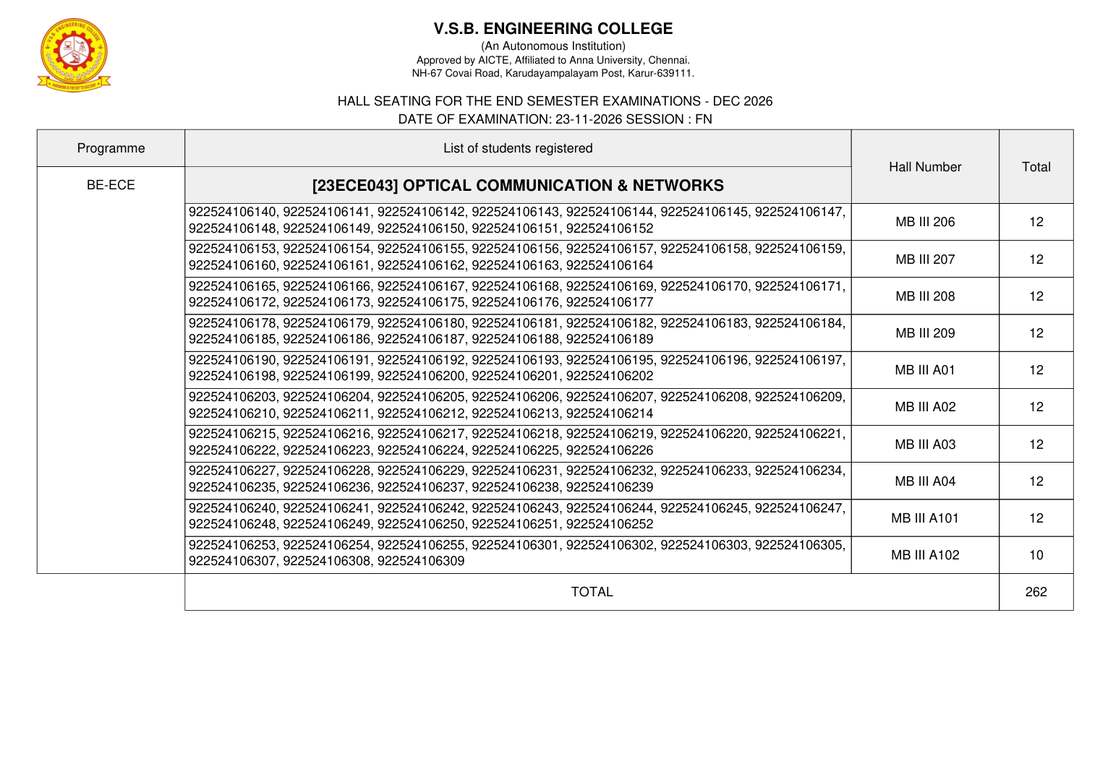 V.S.B. ENGINEERING COLLEGE
(An Autonomous Institution)
Approved by AICTE, Affiliated to Anna University, Chennai.
NH-67 Covai Road, Karudayampalayam Post, Karur-639111.
HALL SEATING FOR THE END SEMESTER EXAMINATIONS - DEC 2026
DATE OF EXAMINATION: 23-11-2026 SESSION : FN
Programme List of students registered Hall Number Total
BE-ECE [23ECE043] OPTICAL COMMUNICATION & NETWORKS
922524106140, 922524106141, 922524106142, 922524106143, 922524106144, 922524106145, 922524106147,
922524106148, 922524106149, 922524106150, 922524106151, 922524106152
MB III 206 12
922524106153, 922524106154, 922524106155, 922524106156, 922524106157, 922524106158, 922524106159,
922524106160, 922524106161, 922524106162, 922524106163, 922524106164
MB III 207 12
922524106165, 922524106166, 922524106167, 922524106168, 922524106169, 922524106170, 922524106171,
922524106172, 922524106173, 922524106175, 922524106176, 922524106177
MB III 208 12
922524106178, 922524106179, 922524106180, 922524106181, 922524106182, 922524106183, 922524106184,
922524106185, 922524106186, 922524106187, 922524106188, 922524106189
MB III 209 12
922524106190, 922524106191, 922524106192, 922524106193, 922524106195, 922524106196, 922524106197,
922524106198, 922524106199, 922524106200, 922524106201, 922524106202
MB III A01 12
922524106203, 922524106204, 922524106205, 922524106206, 922524106207, 922524106208, 922524106209,
922524106210, 922524106211, 922524106212, 922524106213, 922524106214
MB III A02 12
922524106215, 922524106216, 922524106217, 922524106218, 922524106219, 922524106220, 922524106221,
922524106222, 922524106223, 922524106224, 922524106225, 922524106226
MB III A03 12
922524106227, 922524106228, 922524106229, 922524106231, 922524106232, 922524106233, 922524106234,
922524106235, 922524106236, 922524106237, 922524106238, 922524106239
MB III A04 12
922524106240, 922524106241, 922524106242, 922524106243, 922524106244, 922524106245, 922524106247,
922524106248, 922524106249, 922524106250, 922524106251, 922524106252
MB III A101 12
922524106253, 922524106254, 922524106255, 922524106301, 922524106302, 922524106303, 922524106305,
922524106307, 922524106308, 922524106309
MB III A102 10
TOTAL 262